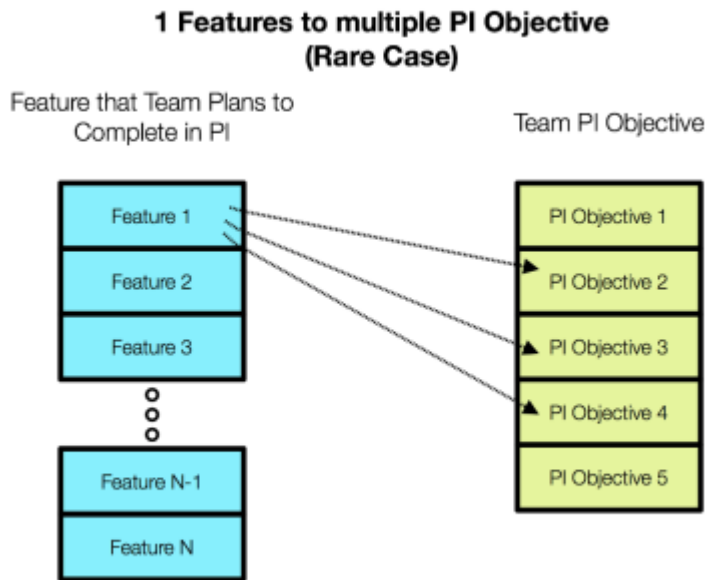 1 Features to multiple PI Objective
(Rare Case)
Feature that Team Plans to
Complete in PI
Team PI Objective
Feature 1
Feature 2
Feature 3
Feature N-1
Feature N
PI Objective 1
PI Objective 2
PI Objective 3
PI Objective 4
PI Objective 5